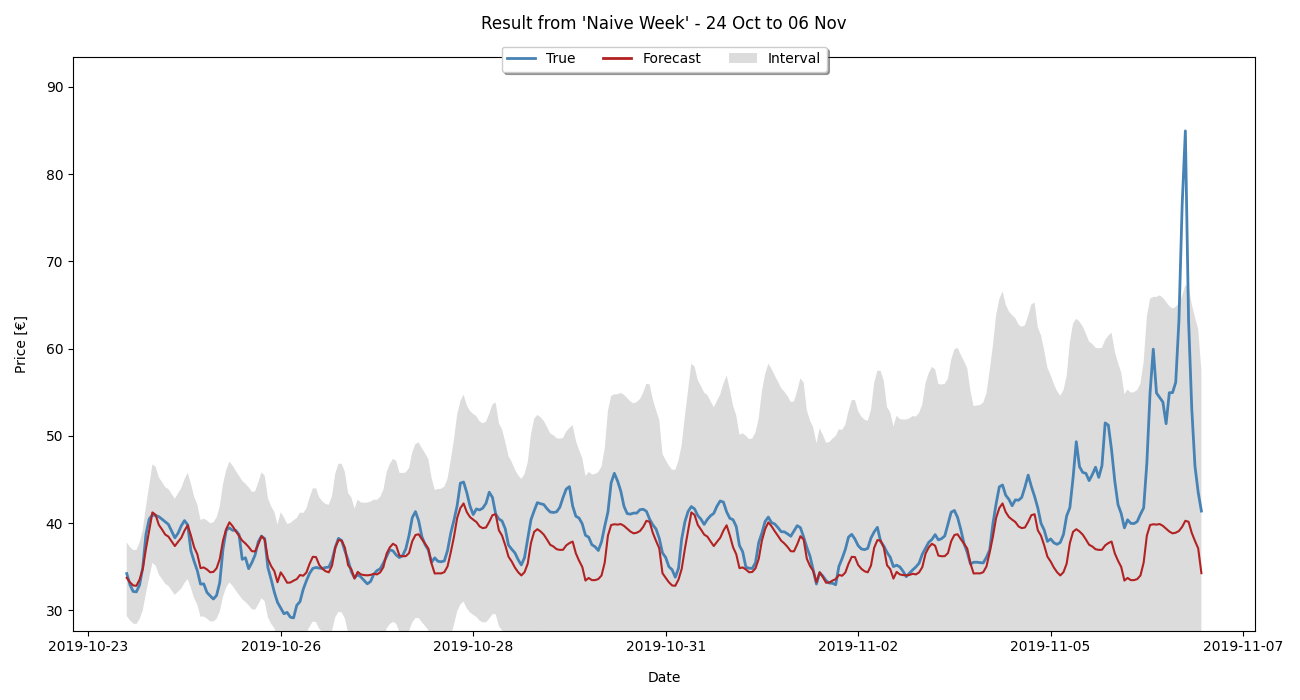 Result from 'Naive Week' - 24 Oct to 06 Nov
True Forecast Interval
90
80
70
60
50
40
30
Price [€]
2019-10-23 2019-10-26 2019-10-28 2019-10-31 2019-11-02 2019-11-05 2019-11-07
Date